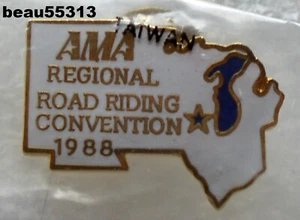 beau55313
TAIWAN
AMA
REGIONAL
ROAD RIDING
CONVENTION
1988